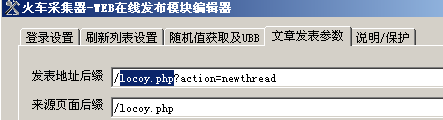 火车采集器-WEB在线发布模块编辑器
登录设置 刷新列表设置 随机值获取及UBB 文章发表参数 说明/保护
发表地址后缀 /locoy.php?action=newthread
来源页面后缀 /locoy.php